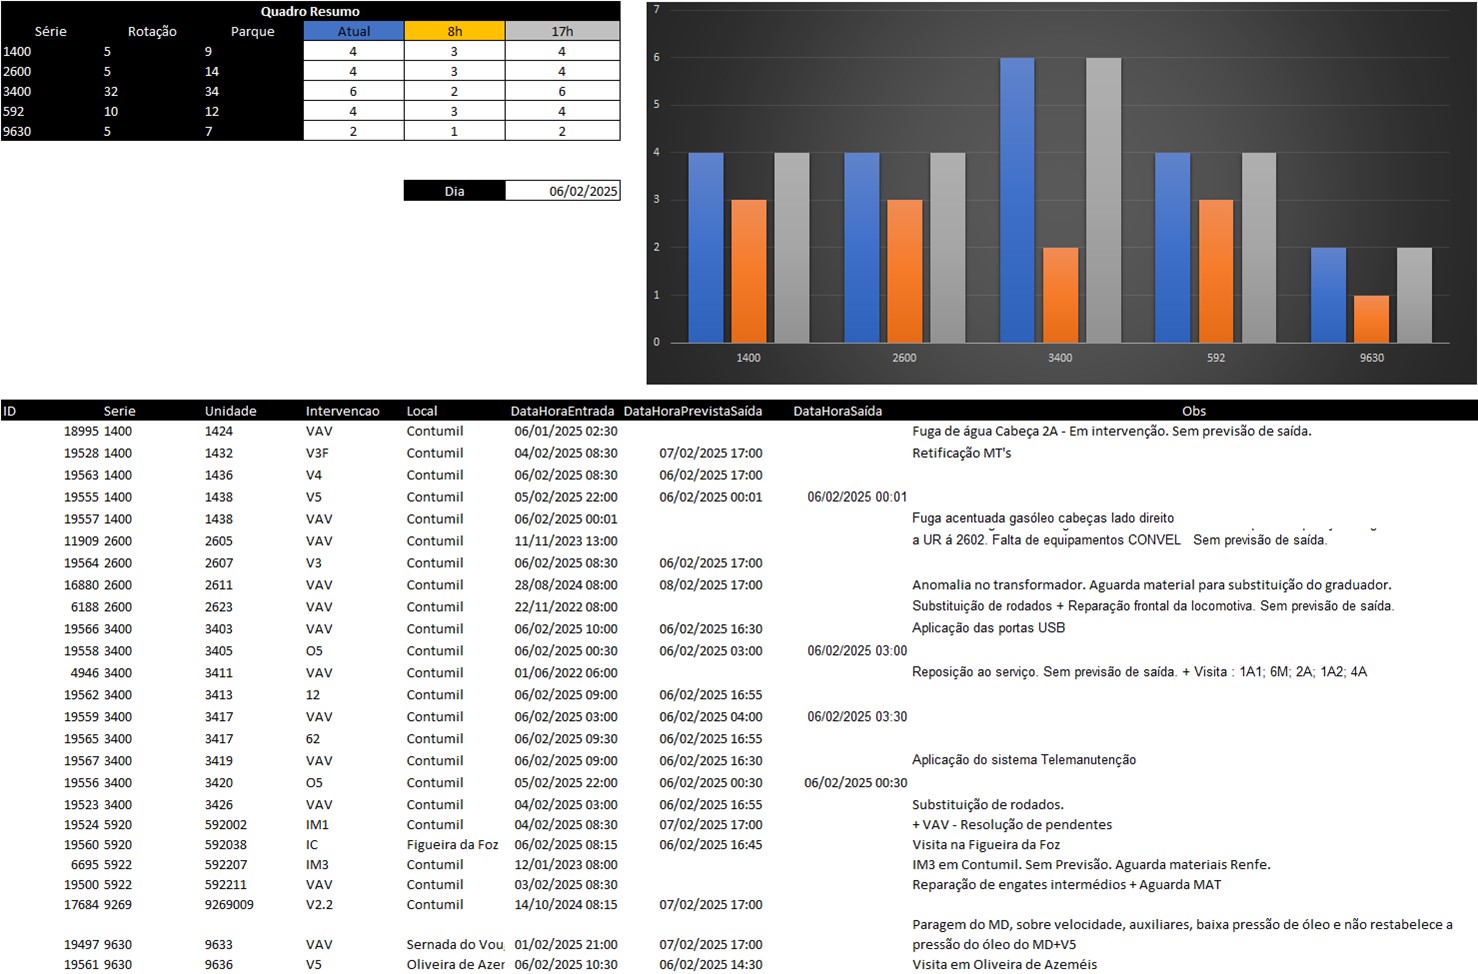 Quadro Resumo
Série Rotação Parque Atual 8h 17h
1400 5 9 4 3 4
2600 5 14 4 3 4
3400 32 34 6 2 6
592 10 12 4 3 4
9630 5 7 2 1 2
Dia 06/02/2025
7
6
5
4
3
2
1
0
1400 2600 3400 592 9630
ID Serie Unidade Intervencao Local DataHoraEntrada DataHoraPrevistaSaída DataHoraSaída Obs
18995 1400 1424 VAV Contumil 06/01/2025 02:30 Fuga de água Cabeça 2A - Em intervenção. Sem previsão de saída.
19528 1400 1432 V3F Contumil 04/02/2025 08:30 07/02/2025 17:00 Retificação MT's
19563 1400 1436 V4 Contumil 06/02/2025 08:30 06/02/2025 17:00
19555 1400 1438 V5 Contumil 05/02/2025 22:00 06/02/2025 00:01 06/02/2025 00:01
19557 1400 1438 VAV Contumil 06/02/2025 00:01 Fuga acentuada gasóleo cabeças lado direito
11909 2600 2605 VAV Contumil 11/11/2023 13:00 a UR á 2602. Falta de equipamentos CONVEL Sem previsão de saída.
19564 2600 2607 V3 Contumil 06/02/2025 08:30 06/02/2025 17:00
16880 2600 2611 VAV Contumil 28/08/2024 08:00 08/02/2025 17:00 Anomalia no transformador. Aguarda material para substituição do graduador.
6188 2600 2623 VAV Contumil 22/11/2022 08:00 Substituição de rodados + Reparação frontal da locomotiva. Sem previsão de saída.
19566 3400 3403 VAV Contumil 06/02/2025 10:00 06/02/2025 16:30 Aplicação das portas USB
19558 3400 3405 O5 Contumil 06/02/2025 00:30 06/02/2025 03:00 06/02/2025 03:00
4946 3400 3411 VAV Contumil 01/06/2022 06:00 Reposição ao serviço. Sem previsão de saída. + Visita : 1A1; 6M; 2A; 1A2; 4A
19562 3400 3413 12 Contumil 06/02/2025 09:00 06/02/2025 16:55
19559 3400 3417 VAV Contumil 06/02/2025 03:00 06/02/2025 04:00 06/02/2025 03:30
19565 3400 3417 62 Contumil 06/02/2025 09:30 06/02/2025 16:55
19567 3400 3419 VAV Contumil 06/02/2025 09:00 06/02/2025 16:30 Aplicação do sistema Telemanutenção
19556 3400 3420 O5 Contumil 05/02/2025 22:00 06/02/2025 00:30 06/02/2025 00:30
19523 3400 3426 VAV Contumil 04/02/2025 03:00 06/02/2025 16:55 Substituição de rodados.
19524 5920 592002 IM1 Contumil 04/02/2025 08:30 07/02/2025 17:00 + VAV - Resolução de pendentes
19560 5920 592038 IC Figueira da Foz 06/02/2025 08:15 06/02/2025 16:45 Visita na Figueira da Foz
6695 5922 592207 IM3 Contumil 12/01/2023 08:00 IM3 em Contumil. Sem Previsão. Aguarda materiais Renfe.
19500 5922 592211 VAV Contumil 03/02/2025 08:30 Reparação de engates intermédios + Aguarda MAT
17684 9269 9269009 V2.2 Contumil 14/10/2024 08:15 07/02/2025 17:00
Paragem do MD, sobre velocidade, auxiliares, baixa pressão de óleo e não restabelece a
19497 9630 9633 VAV Sernada do Vou 01/02/2025 21:00 07/02/2025 17:00 pressão do óleo do MD+V5
19561 9630 9636 V5 Oliveira de Azer 06/02/2025 10:30 06/02/2025 14:30 Visita em Oliveira de Azeméis